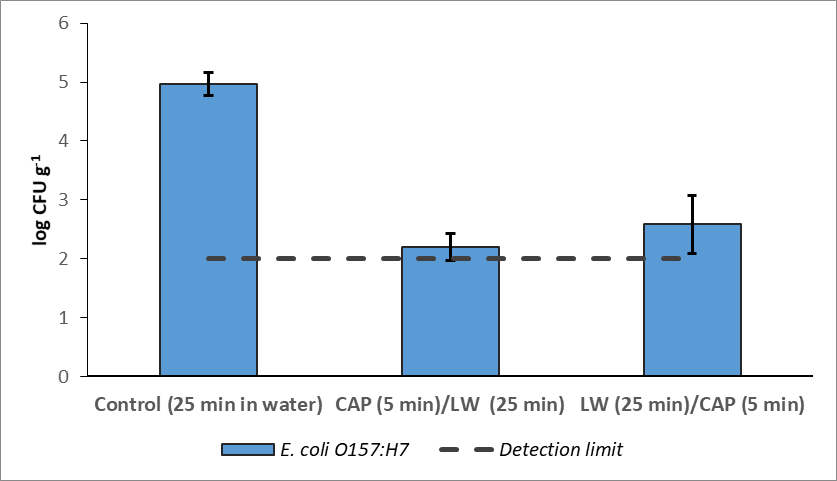 6
5
4
3
2
1
0
log CFU g-1
Control (25 min in water) CAP (5 min)/LW (25 min) LW (25 min)/CAP (5 min)
E. coli O157:H7 Detection limit